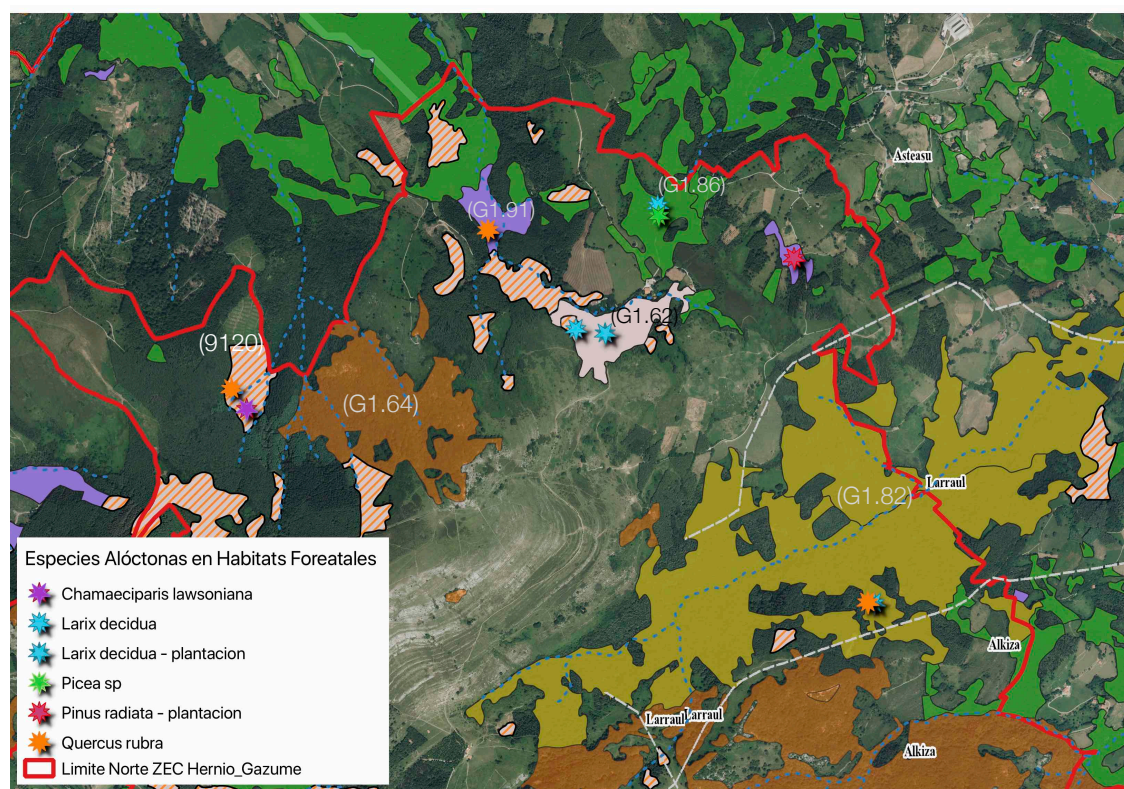 Asteasu
(G1.86)
(G1.91)
(G1.62)
(9120)
(G1.64)
Larraul
(G1.82)
Alkiza
Larraul
Larraul
Alkiza
Especies Alóctonas en Habitats Foreatales
Chamaeciparis lawsoniana
Larix decidua
Larix decidua - plantacion
Picea sp
Pinus radiata - plantacion
Quercus rubra
Limite Norte ZEC Hernio_Gazume